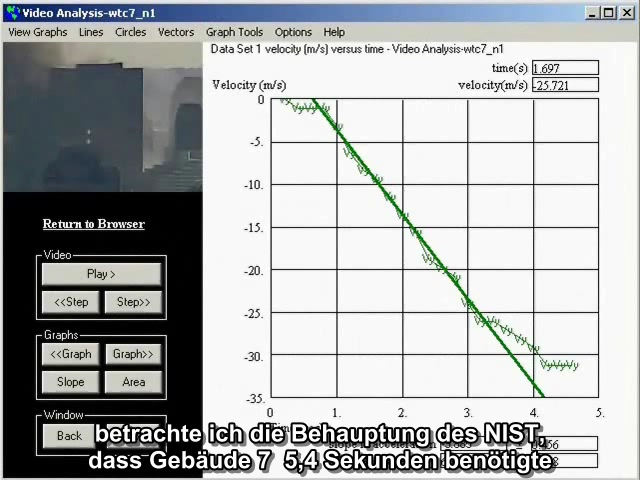 Video Analysis-wtc7_n1
View Graphs Lines Circles Vectors Graph Tools Options Help
Data Set 1 velocity (m/s) versus time - Video Analysis-wtc7_n1
time(s) 1.697
Velocity (m/s) velocity(m/s) -25.721
0
-5.
-10.
-15.
-20.
-25.
-30.
-35.
0 1 2. 3. 4. 5.
Return to Browser
Video
Play >
<<Step Step>>
Graphs
<<Graph Graph>>
Slope Area
Window
Back
betrachte ich die Behauptung des NIST,
dass Gebäude 7 5,4 Sekunden benötigte